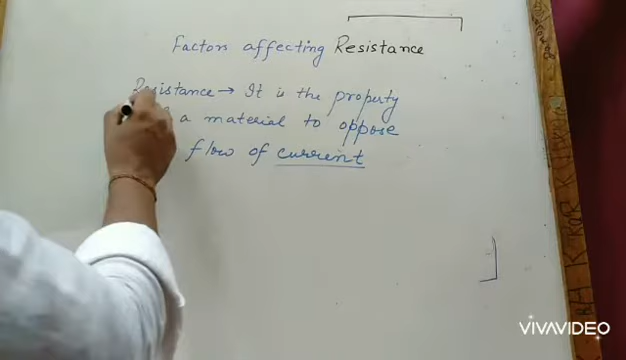 Factors affecting Resistance
Resistance → It is the property
a material to oppose
flow of current
VIVAVIDEO